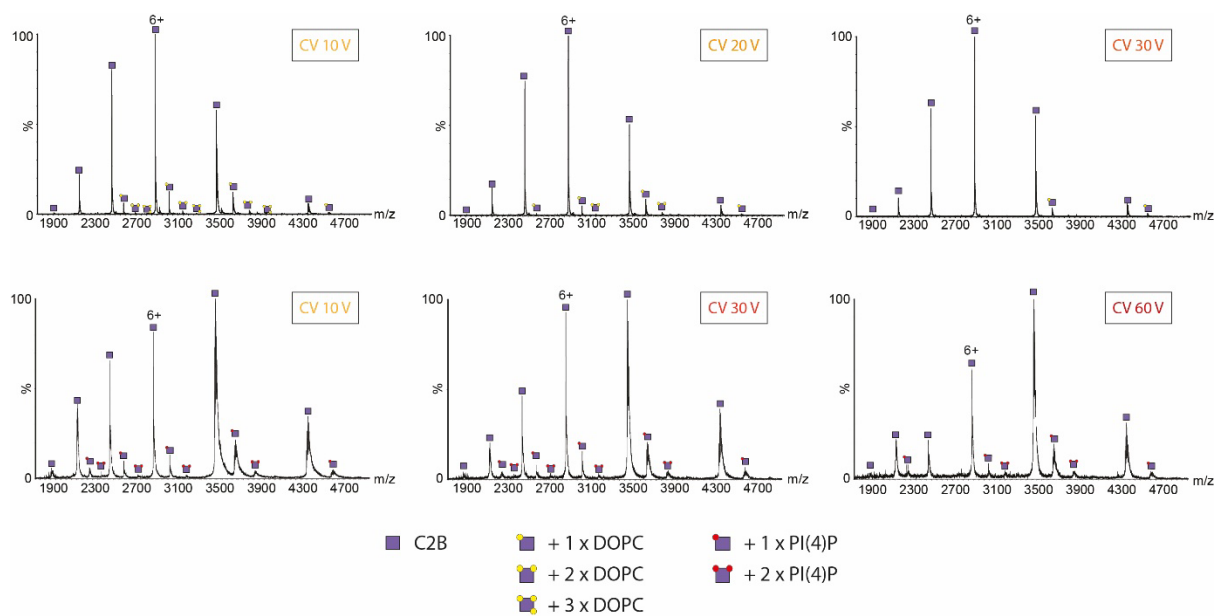 6+
100
CV 10 V
%
0
1900 2300 2700 3100 3500 3900 4300 4700 m/z
6+
100
CV 20 V
%
0
1900 2300 2700 3100 3500 3900 4300 4700 m/z
6+
100
CV 30 V
%
0
1900 2300 2700 3100 3500 3900 4300 4700 m/z
100
6+
CV 10 V
%
0
1900 2300 2700 3100 3500 3900 4300 4700 m/z
100
6+
CV 30 V
%
0
1900 2300 2700 3100 3500 3900 4300 4700 m/z
100
6+
CV 60 V
%
0
1900 2300 2700 3100 3500 3900 4300 4700 m/z
C2B + 1 x DOPC + 1 x PI(4)P
+ 2 x DOPC + 2 x PI(4)P
+ 3 x DOPC